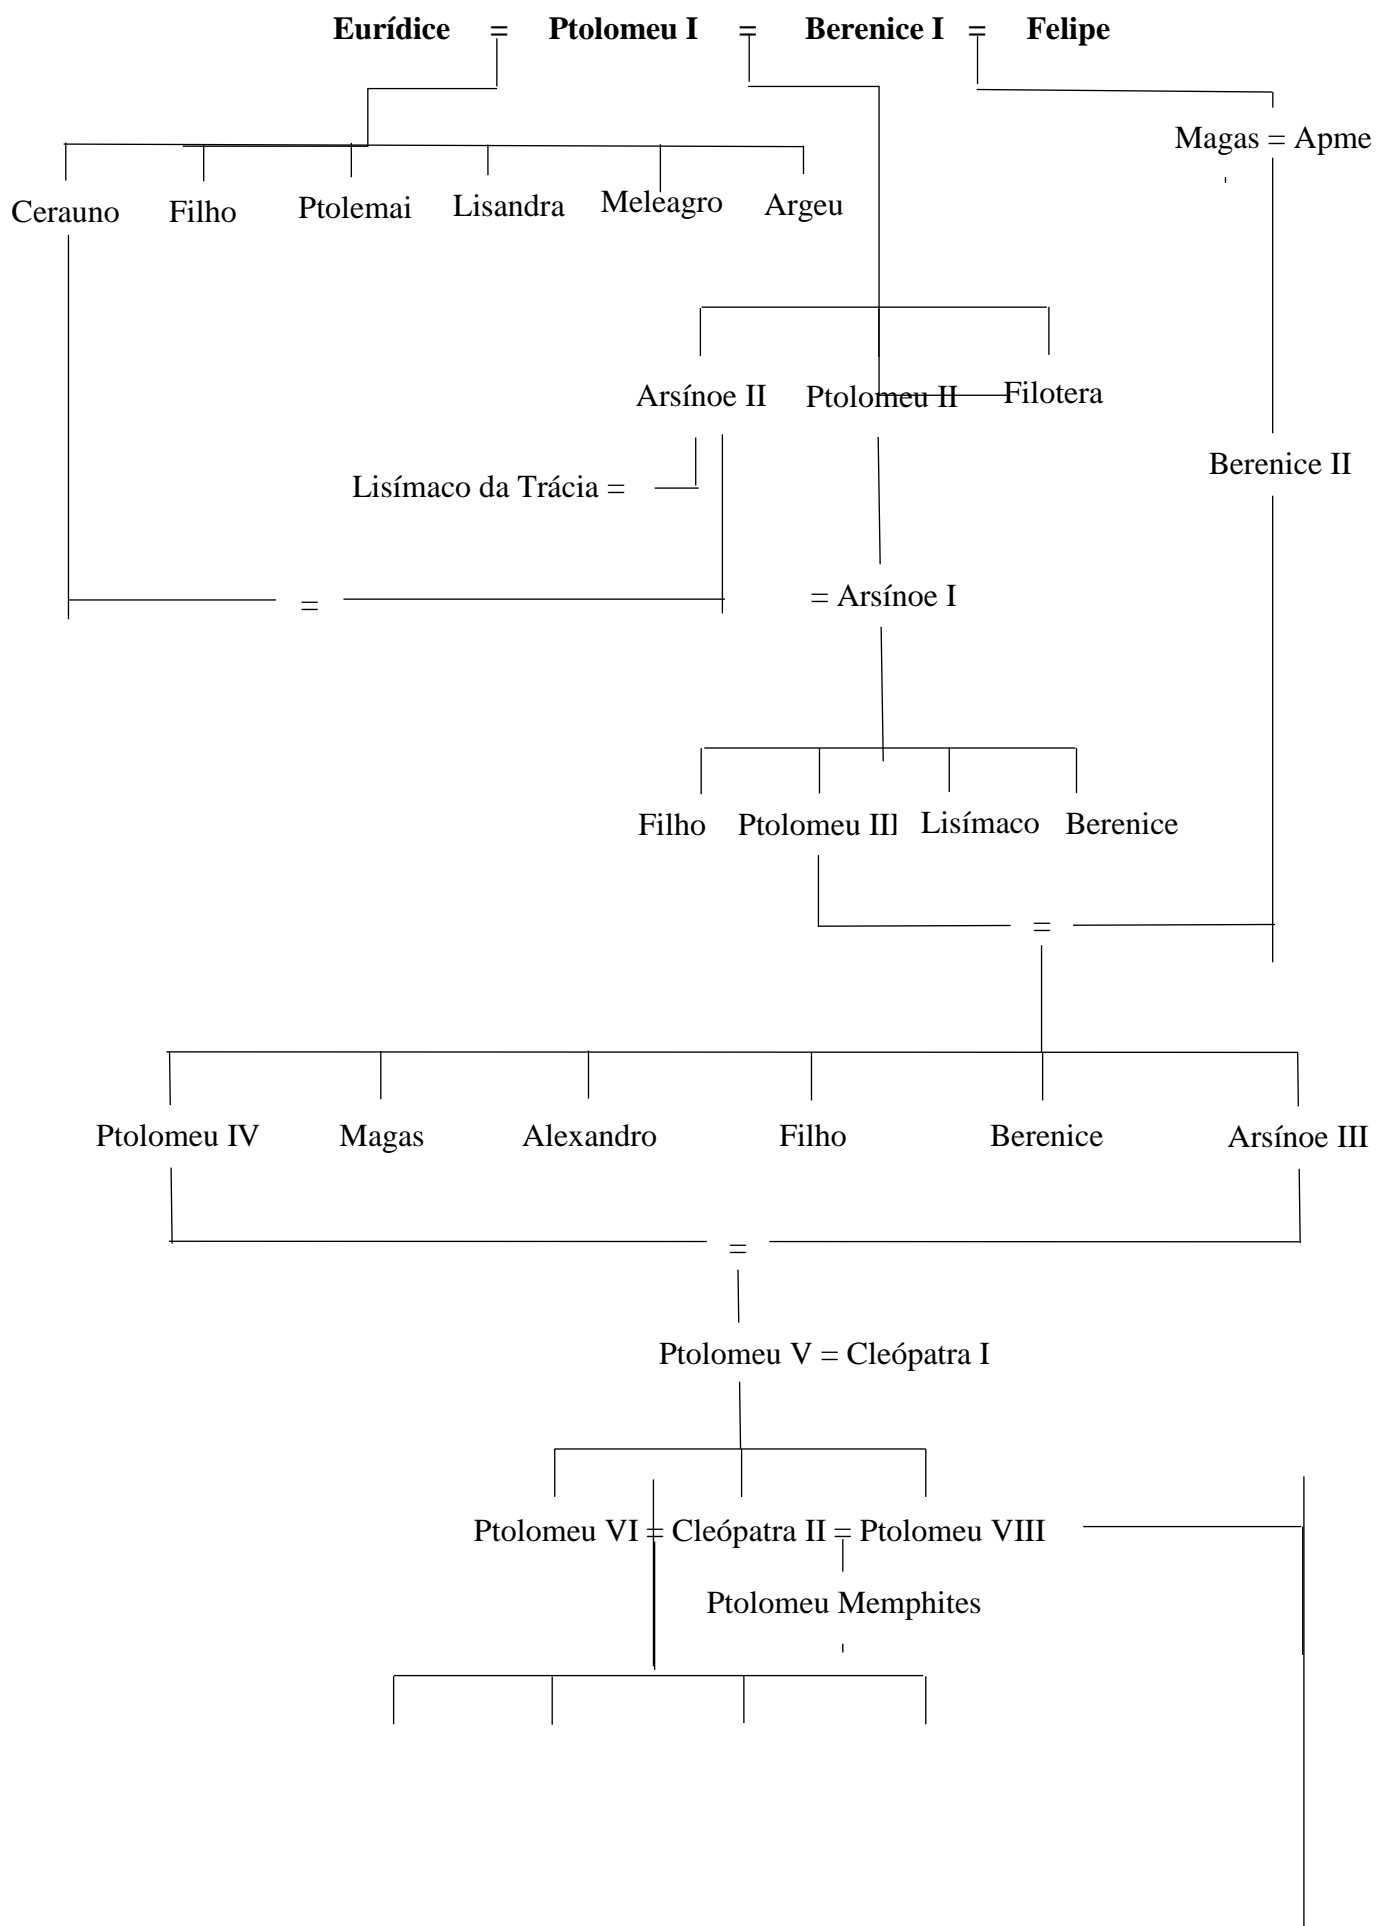 Eurídice = Ptolomeu I = Berenice I = Felipe
Magas = Apme
Cerauno Filho Ptolemai Lisandra Meleagro Argeu
Arsínoe II Ptolomeu II Filotera
Berenice II
Lisímaco da Trácia =
= = Arsínoe I
Filho Ptolomeu III Lisímaco Berenice
=
Ptolomeu IV Magas Alexandro Filho Berenice Arsínoe III
=
Ptolomeu V = Cleópatra I
Ptolomeu VI = Cleópatra II = Ptolomeu VIII
Ptolomeu Memphites